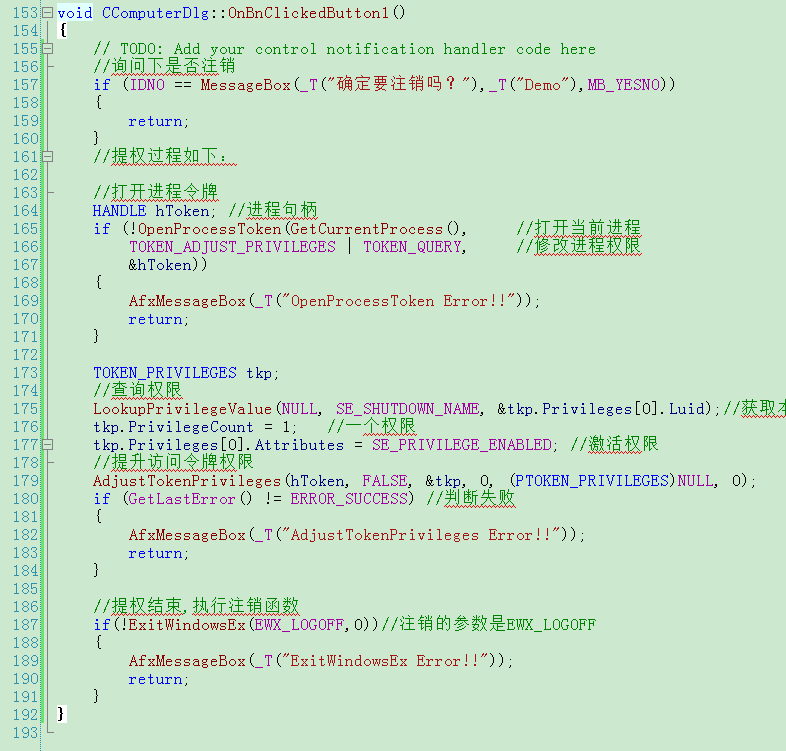 153 void CComputerDlg::OnBnClickedButton1()
154 {
155 // TODO: Add your control notification handler code here
156 //询问下是否注销
157 if (IDNO == MessageBox(_T("确定要注销吗？"),_T("Demo"),MB_YESNO))
158 {
159 return;
160 }
161 //提权过程如下：
162
163 //打开进程令牌
164 HANDLE hToken; //进程句柄
165 if (!OpenProcessToken(GetCurrentProcess(), //打开当前进程
166 TOKEN_ADJUST_PRIVILEGES | TOKEN_QUERY, //修改进程权限
167 &hToken))
168 {
169 AfxMessageBox(_T("OpenProcessToken Error!!"));
170 return;
171 }
172
173 TOKEN_PRIVILEGES tkp;
174 //查询权限
175 LookupPrivilegeValue(NULL, SE_SHUTDOWN_NAME, &tkp.Privileges[0].Luid);//获取本
176 tkp.PrivilegeCount = 1; //一个权限
177 tkp.Privileges[0].Attributes = SE_PRIVILEGE_ENABLED; //激活权限
178 //提升访问令牌权限
179 AdjustTokenPrivileges(hToken, FALSE, &tkp, 0, (PTOKEN_PRIVILEGES)NULL, 0);
180 if (GetLastError() != ERROR_SUCCESS) //判断失败
181 {
182 AfxMessageBox(_T("AdjustTokenPrivileges Error!!"));
183 return;
184 }
185
186 //提权结束,执行注销函数
187 if(!ExitWindowsEx(EWX_LOGOFF,0))//注销的参数是EWX_LOGOFF
188 {
189 AfxMessageBox(_T("ExitWindowsEx Error!!"));
190 return;
191 }
192 }
193